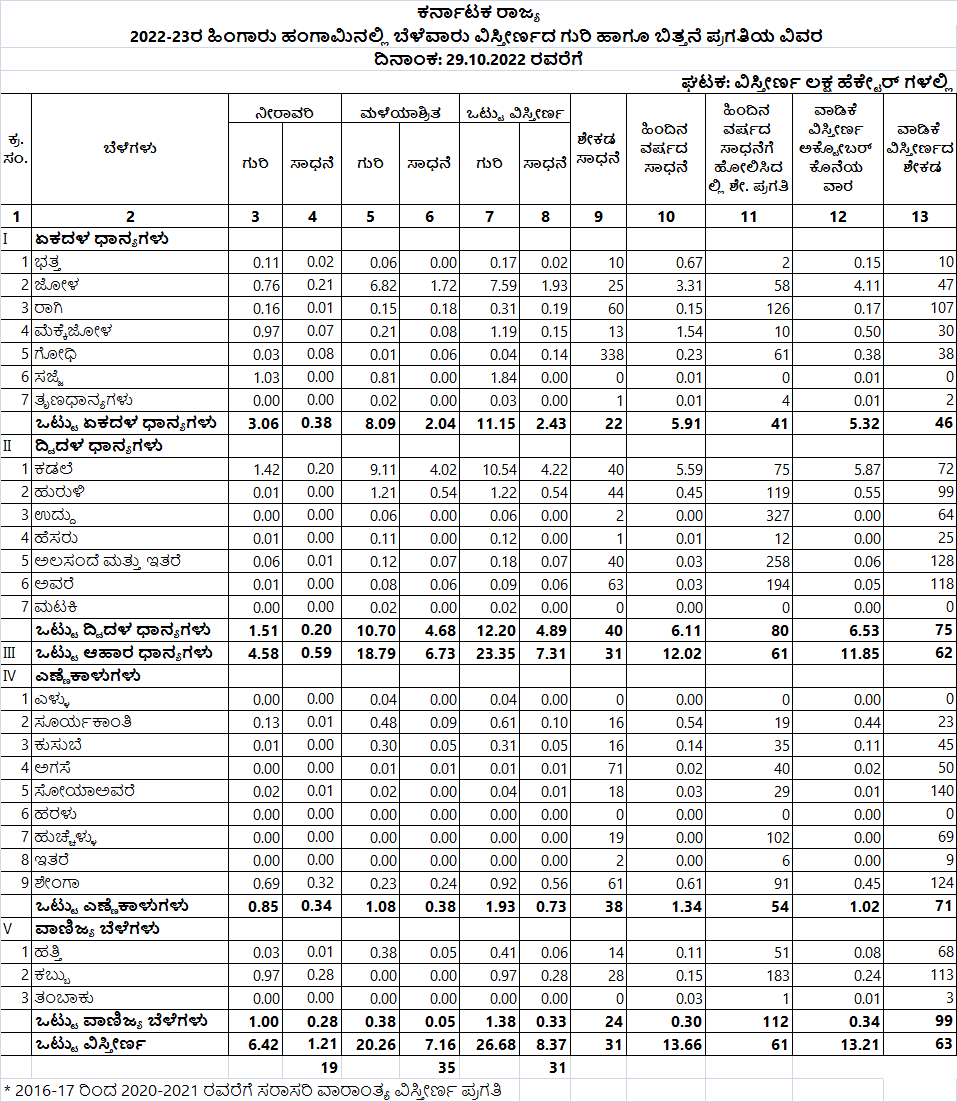 ಕರ್ನಾಟಕ ರಾಜ್ಯ
2022-23ರ ಹಿಂಗಾರು ಹಂಗಾಮಿನಲ್ಲಿ ಬೆಳೆವಾರು ವಿಸ್ತೀರ್ಣದ ಗುರಿ ಹಾಗೂ ಬಿತ್ತನೆ ಪ್ರಗತಿಯ ವಿವರ
ದಿನಾಂಕ: 29.10.2022 ರವರೆಗೆ
ಘಟಕ: ವಿಸ್ತೀರ್ಣ ಲಕ್ಷ ಹೆಕ್ಟೇರ್ ಗಳಲ್ಲಿ
ಕ್ರ. ಸಂ. ಬೆಳೆಗಳು ನೀರಾವರಿ ಮಳೆಯಾಶ್ರಿತ ಒಟ್ಟು ವಿಸ್ತೀರ್ಣ ಶೇಕಡ ಸಾಧನೆ ಹಿಂದಿನ ವರ್ಷದ ಸಾಧನೆ ಹಿಂದಿನ ವರ್ಷದ ಸಾಧನೆಗೆ ಹೋಲಿಸಿದಲ್ಲಿ ಶೇ. ಪ್ರಗತಿ ವಾಡಿಕೆ ವಿಸ್ತೀರ್ಣ ಅಕ್ಟೋಬರ್ ಕೊನೆಯ ವಾರ ವಾಡಿಕೆ ವಿಸ್ತೀರ್ಣದ ಶೇಕಡ
ಗುರಿ ಸಾಧನೆ ಗುರಿ ಸಾಧನೆ ಗುರಿ ಸಾಧನೆ
1 2 3 4 5 6 7 8 9 10 11 12 13
I ಏಕದಳ ಧಾನ್ಯಗಳು
1 ಭತ್ತ 0.11 0.02 0.06 0.00 0.17 0.02 10 0.67 2 0.15 10
2 ಜೋಳ 0.76 0.21 6.82 1.72 7.59 1.93 25 3.31 58 4.11 47
3 ರಾಗಿ 0.16 0.01 0.15 0.18 0.31 0.19 60 0.15 126 0.17 107
4 ಮೆಕ್ಕೆಜೋಳ 0.97 0.07 0.21 0.08 1.19 0.15 13 1.54 10 0.50 30
5 ಗೋಧಿ 0.03 0.08 0.01 0.06 0.04 0.14 338 0.23 61 0.38 38
6 ಸಜ್ಜೆ 1.03 0.00 0.81 0.00 1.84 0.00 0 0.01 0 0.01 0
7 ತೃಣಧಾನ್ಯಗಳು 0.00 0.00 0.02 0.00 0.03 0.00 1 0.01 4 0.01 2
ಒಟ್ಟು ಏಕದಳ ಧಾನ್ಯಗಳು 3.06 0.38 8.09 2.04 11.15 2.43 22 5.91 41 5.32 46
II ದ್ವಿದಳ ಧಾನ್ಯಗಳು
1 ಕಡಲೆ 1.42 0.20 9.11 4.02 10.54 4.22 40 5.59 75 5.87 72
2 ಹುರುಳಿ 0.01 0.00 1.21 0.54 1.22 0.54 44 0.45 119 0.55 99
3 ಉದ್ದು 0.00 0.00 0.06 0.00 0.06 0.00 2 0.00 327 0.00 64
4 ಹೆಸರು 0.01 0.00 0.11 0.00 0.12 0.00 1 0.01 12 0.00 25
5 ಅಲಸಂದೆ ಮತ್ತು ಇತರೆ 0.06 0.01 0.12 0.07 0.18 0.07 40 0.03 258 0.06 128
6 ಅವರೆ 0.01 0.00 0.08 0.06 0.09 0.06 63 0.03 194 0.05 118
7 ಮಟಕಿ 0.00 0.00 0.02 0.00 0.02 0.00 0 0.00 0 0.00 0
ಒಟ್ಟು ದ್ವಿದಳ ಧಾನ್ಯಗಳು 1.51 0.20 10.70 4.68 12.20 4.89 40 6.11 80 6.53 75
III ಒಟ್ಟು ಆಹಾರ ಧಾನ್ಯಗಳು 4.58 0.59 18.79 6.73 23.35 7.31 31 12.02 61 11.85 62
IV ಎಣ್ಣೆಕಾಳುಗಳು
1 ಎಳ್ಳು 0.00 0.00 0.04 0.00 0.04 0.00 0 0.00 0 0.00 0
2 ಸೂರ್ಯಕಾಂತಿ 0.13 0.01 0.48 0.09 0.61 0.10 16 0.54 19 0.44 23
3 ಕುಸುಬೆ 0.01 0.00 0.30 0.05 0.31 0.05 16 0.14 35 0.11 45
4 ಅಗಸೆ 0.00 0.00 0.01 0.01 0.01 0.01 71 0.02 40 0.02 50
5 ಸೋಯಾಅವರೆ 0.02 0.01 0.02 0.00 0.04 0.01 18 0.03 29 0.01 140
6 ಹರಳು 0.00 0.00 0.00 0.00 0.00 0.00 0 0.00 0 0.00 0
7 ಹುಚ್ಚೆಳ್ಳು 0.00 0.00 0.00 0.00 0.00 0.00 19 0.00 102 0.00 69
8 ಇತರೆ 0.00 0.00 0.00 0.00 0.00 0.00 2 0.00 6 0.00 9
9 ಶೇಂಗಾ 0.69 0.32 0.23 0.24 0.92 0.56 61 0.61 91 0.45 124
ಒಟ್ಟು ಎಣ್ಣೆಕಾಳುಗಳು 0.85 0.34 1.08 0.38 1.93 0.73 38 1.34 54 1.02 71
V ವಾಣಿಜ್ಯ ಬೆಳೆಗಳು
1 ಹತ್ತಿ 0.03 0.01 0.38 0.05 0.41 0.06 14 0.11 51 0.08 68
2 ಕಬ್ಬು 0.97 0.28 0.00 0.00 0.97 0.28 28 0.15 183 0.24 113
3 ತಂಬಾಕು 0.00 0.00 0.00 0.00 0.00 0.00 0 0.03 1 0.01 3
ಒಟ್ಟು ವಾಣಿಜ್ಯ ಬೆಳೆಗಳು 1.00 0.28 0.38 0.05 1.38 0.33 24 0.30 112 0.34 99
ಒಟ್ಟು ವಿಸ್ತೀರ್ಣ 6.42 1.21 20.26 7.16 26.68 8.37 31 13.66 61 13.21 63
19 35 31
* 2016-17 ರಿಂದ 2020-2021 ರವರೆಗೆ ಸರಾಸರಿ ವಾರಾಂತ್ಯ ವಿಸ್ತೀರ್ಣ ಪ್ರಗತಿ